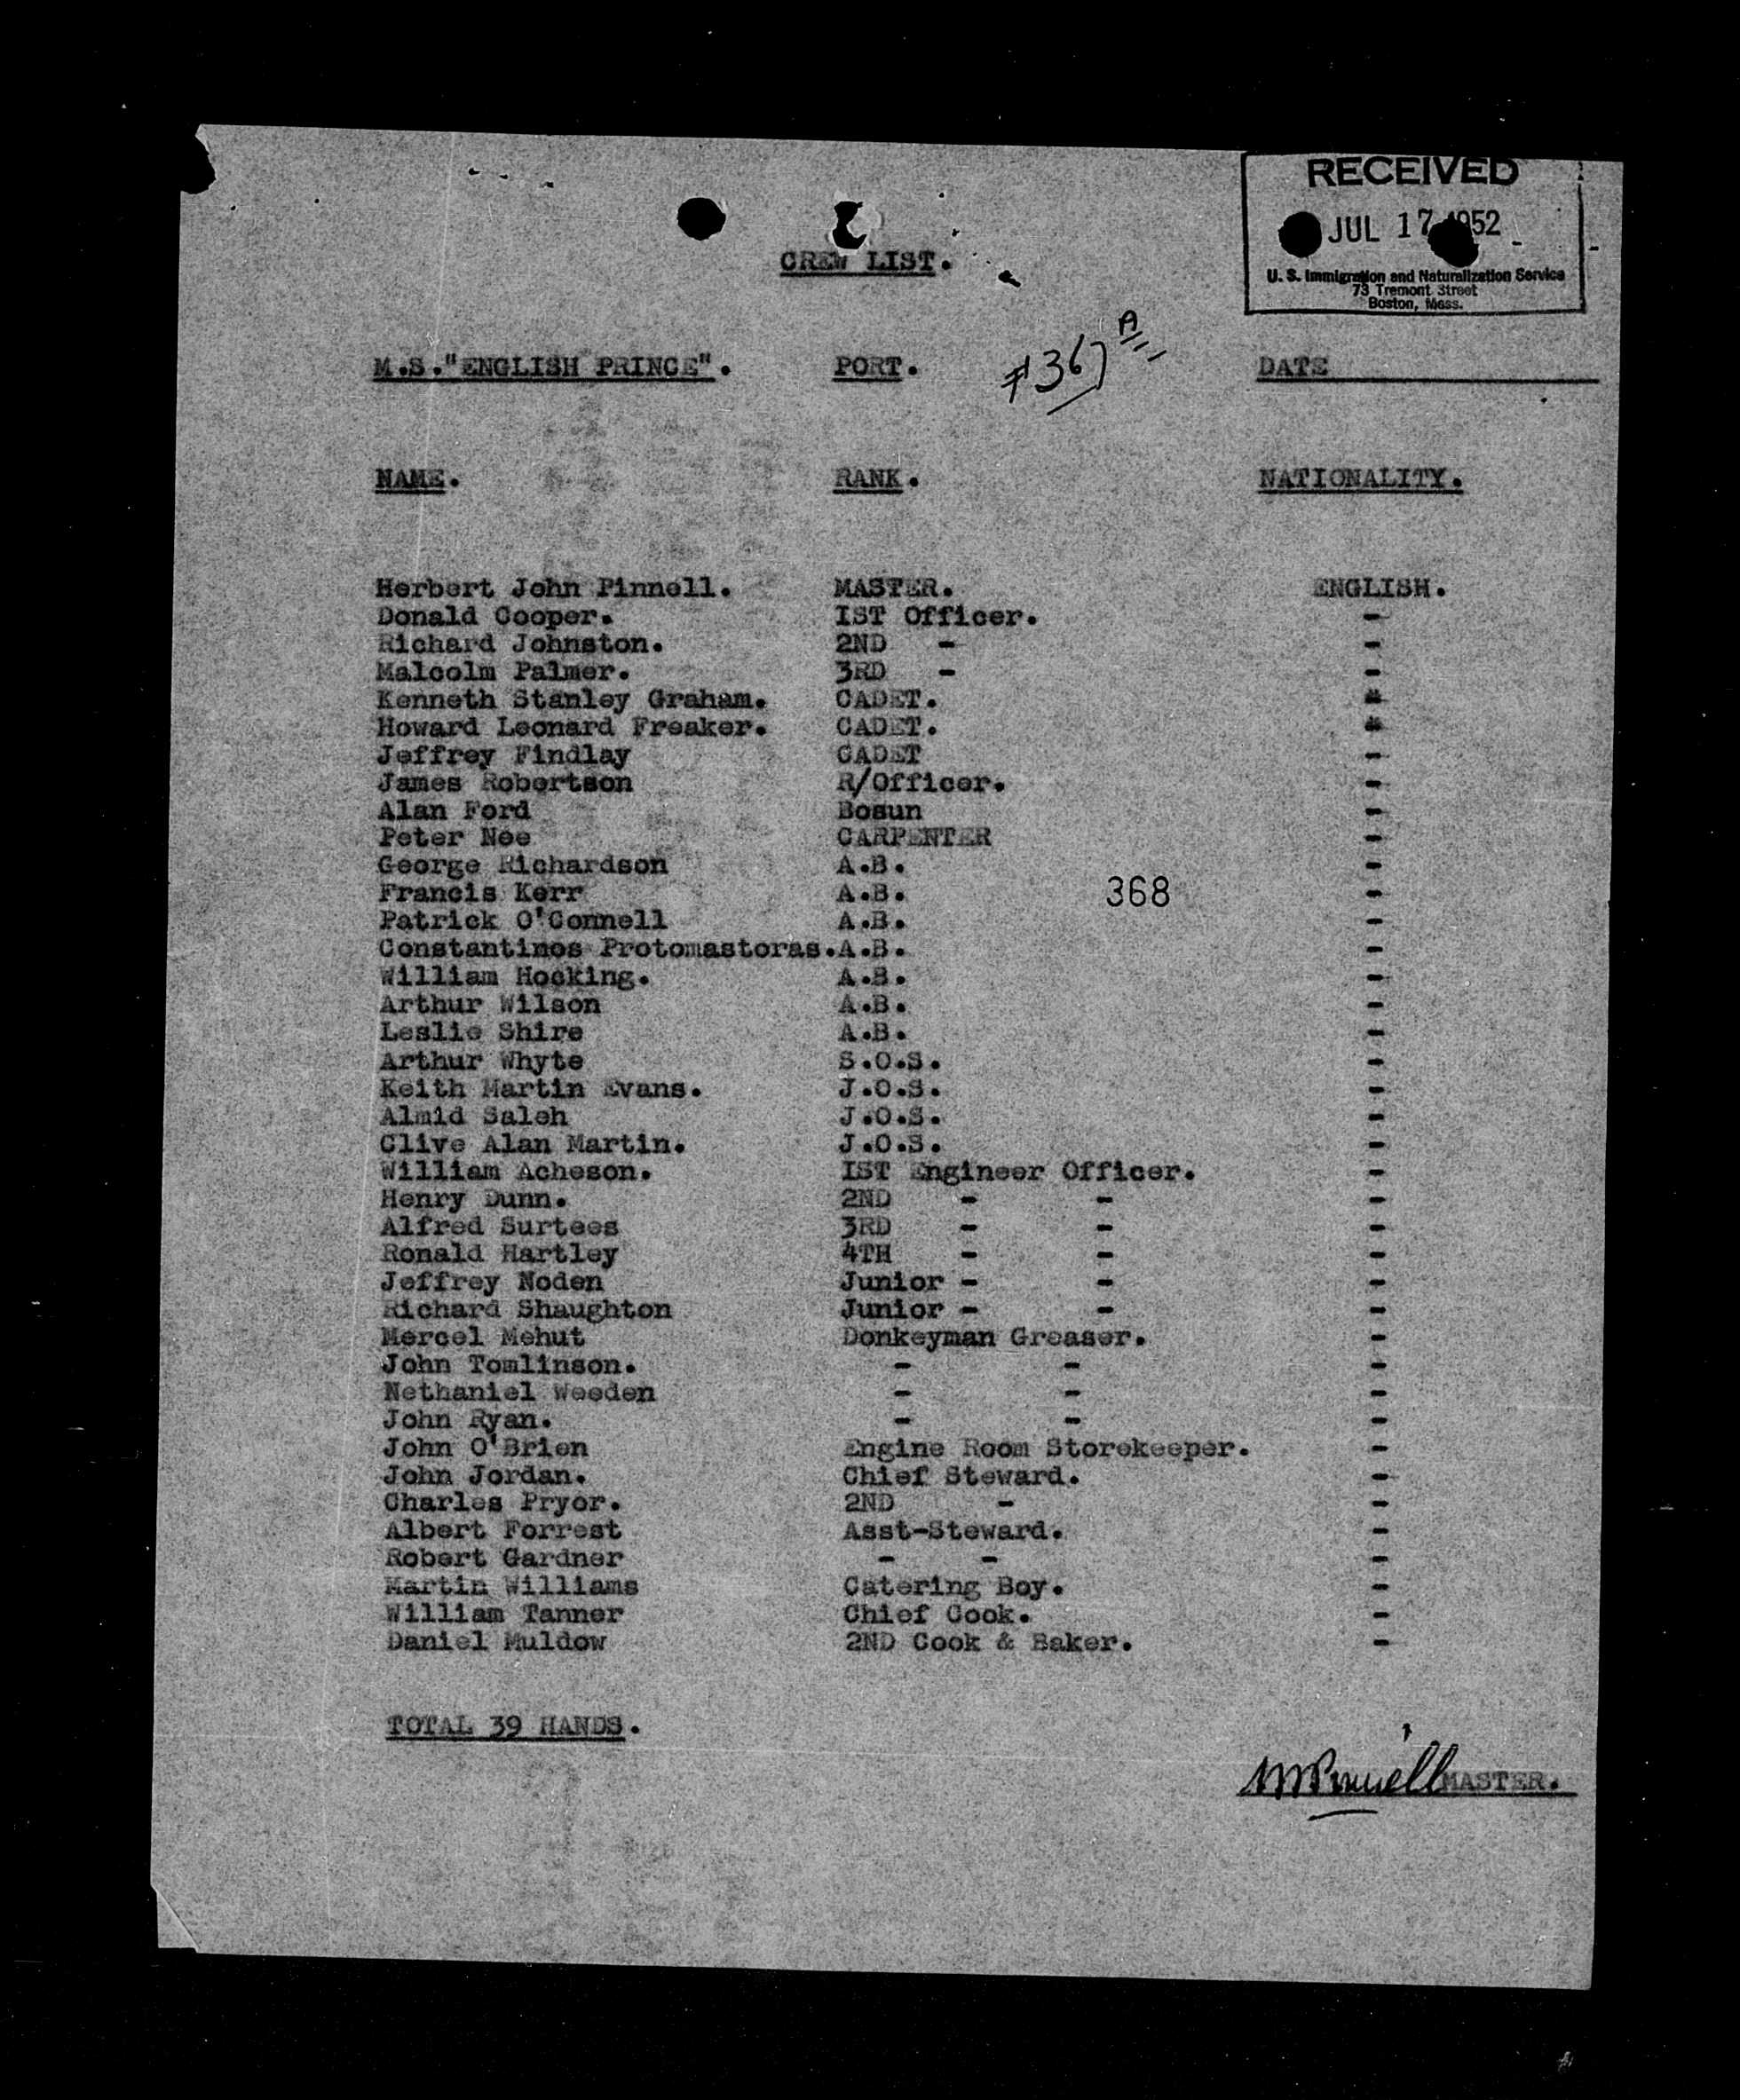 RECEIVED
JUL 17 1952
U. S. Immigration and Naturalization Service
73 Tremont Street
Boston, Mass.
CREW LIST.
M.S."ENGLISH PRINCE". PORT. #367 A DATE
NAME. RANK. NATIONALITY.
Herbert John Pinnell. MASTER. ENGLISH.
Donald Cooper. IST Officer. -
Richard Johnston. 2ND - -
Malcolm Palmer. 3RD - -
Kenneth Stanley Graham. CADET. "
Howard Leonard Freaker. CADET. "
Jeffrey Findlay CADET -
James Robertson R/Officer. -
Alan Ford Bosun -
Peter Nee CARPENTER -
George Richardson A.B. -
Francis Kerr A.B. 368 -
Patrick O'Connell A.B. -
Constantinos Protomastoras.A.B. -
William Hocking. A.B. -
Arthur Wilson A.B. -
Leslie Shire A.B. -
Arthur Whyte S.O.S. -
Keith Martin Evans. J.O.S. -
Almid Saleh J.O.S. -
Clive Alan Martin. J.O.S. -
William Acheson. IST Engineer Officer. -
Henry Dunn. 2ND - - -
Alfred Surtees 3RD - - -
Ronald Hartley 4TH - - -
Jeffrey Noden Junior - - -
Richard Shaughton Junior - - -
Mercel Mehut Donkeyman Greaser. -
John Tomlinson. - - -
Nethaniel Weeden - - -
John Ryan. - - -
John O'Brien Engine Room Storekeeper. -
John Jordan. Chief Steward. -
Charles Pryor. 2ND - -
Albert Forrest Asst-Steward. -
Robert Gardner - - -
Martin Williams Catering Boy. -
William Tanner Chief Cook. -
Daniel Muldow 2ND Cook & Baker. -
TOTAL 39 HANDS.
MASTER.